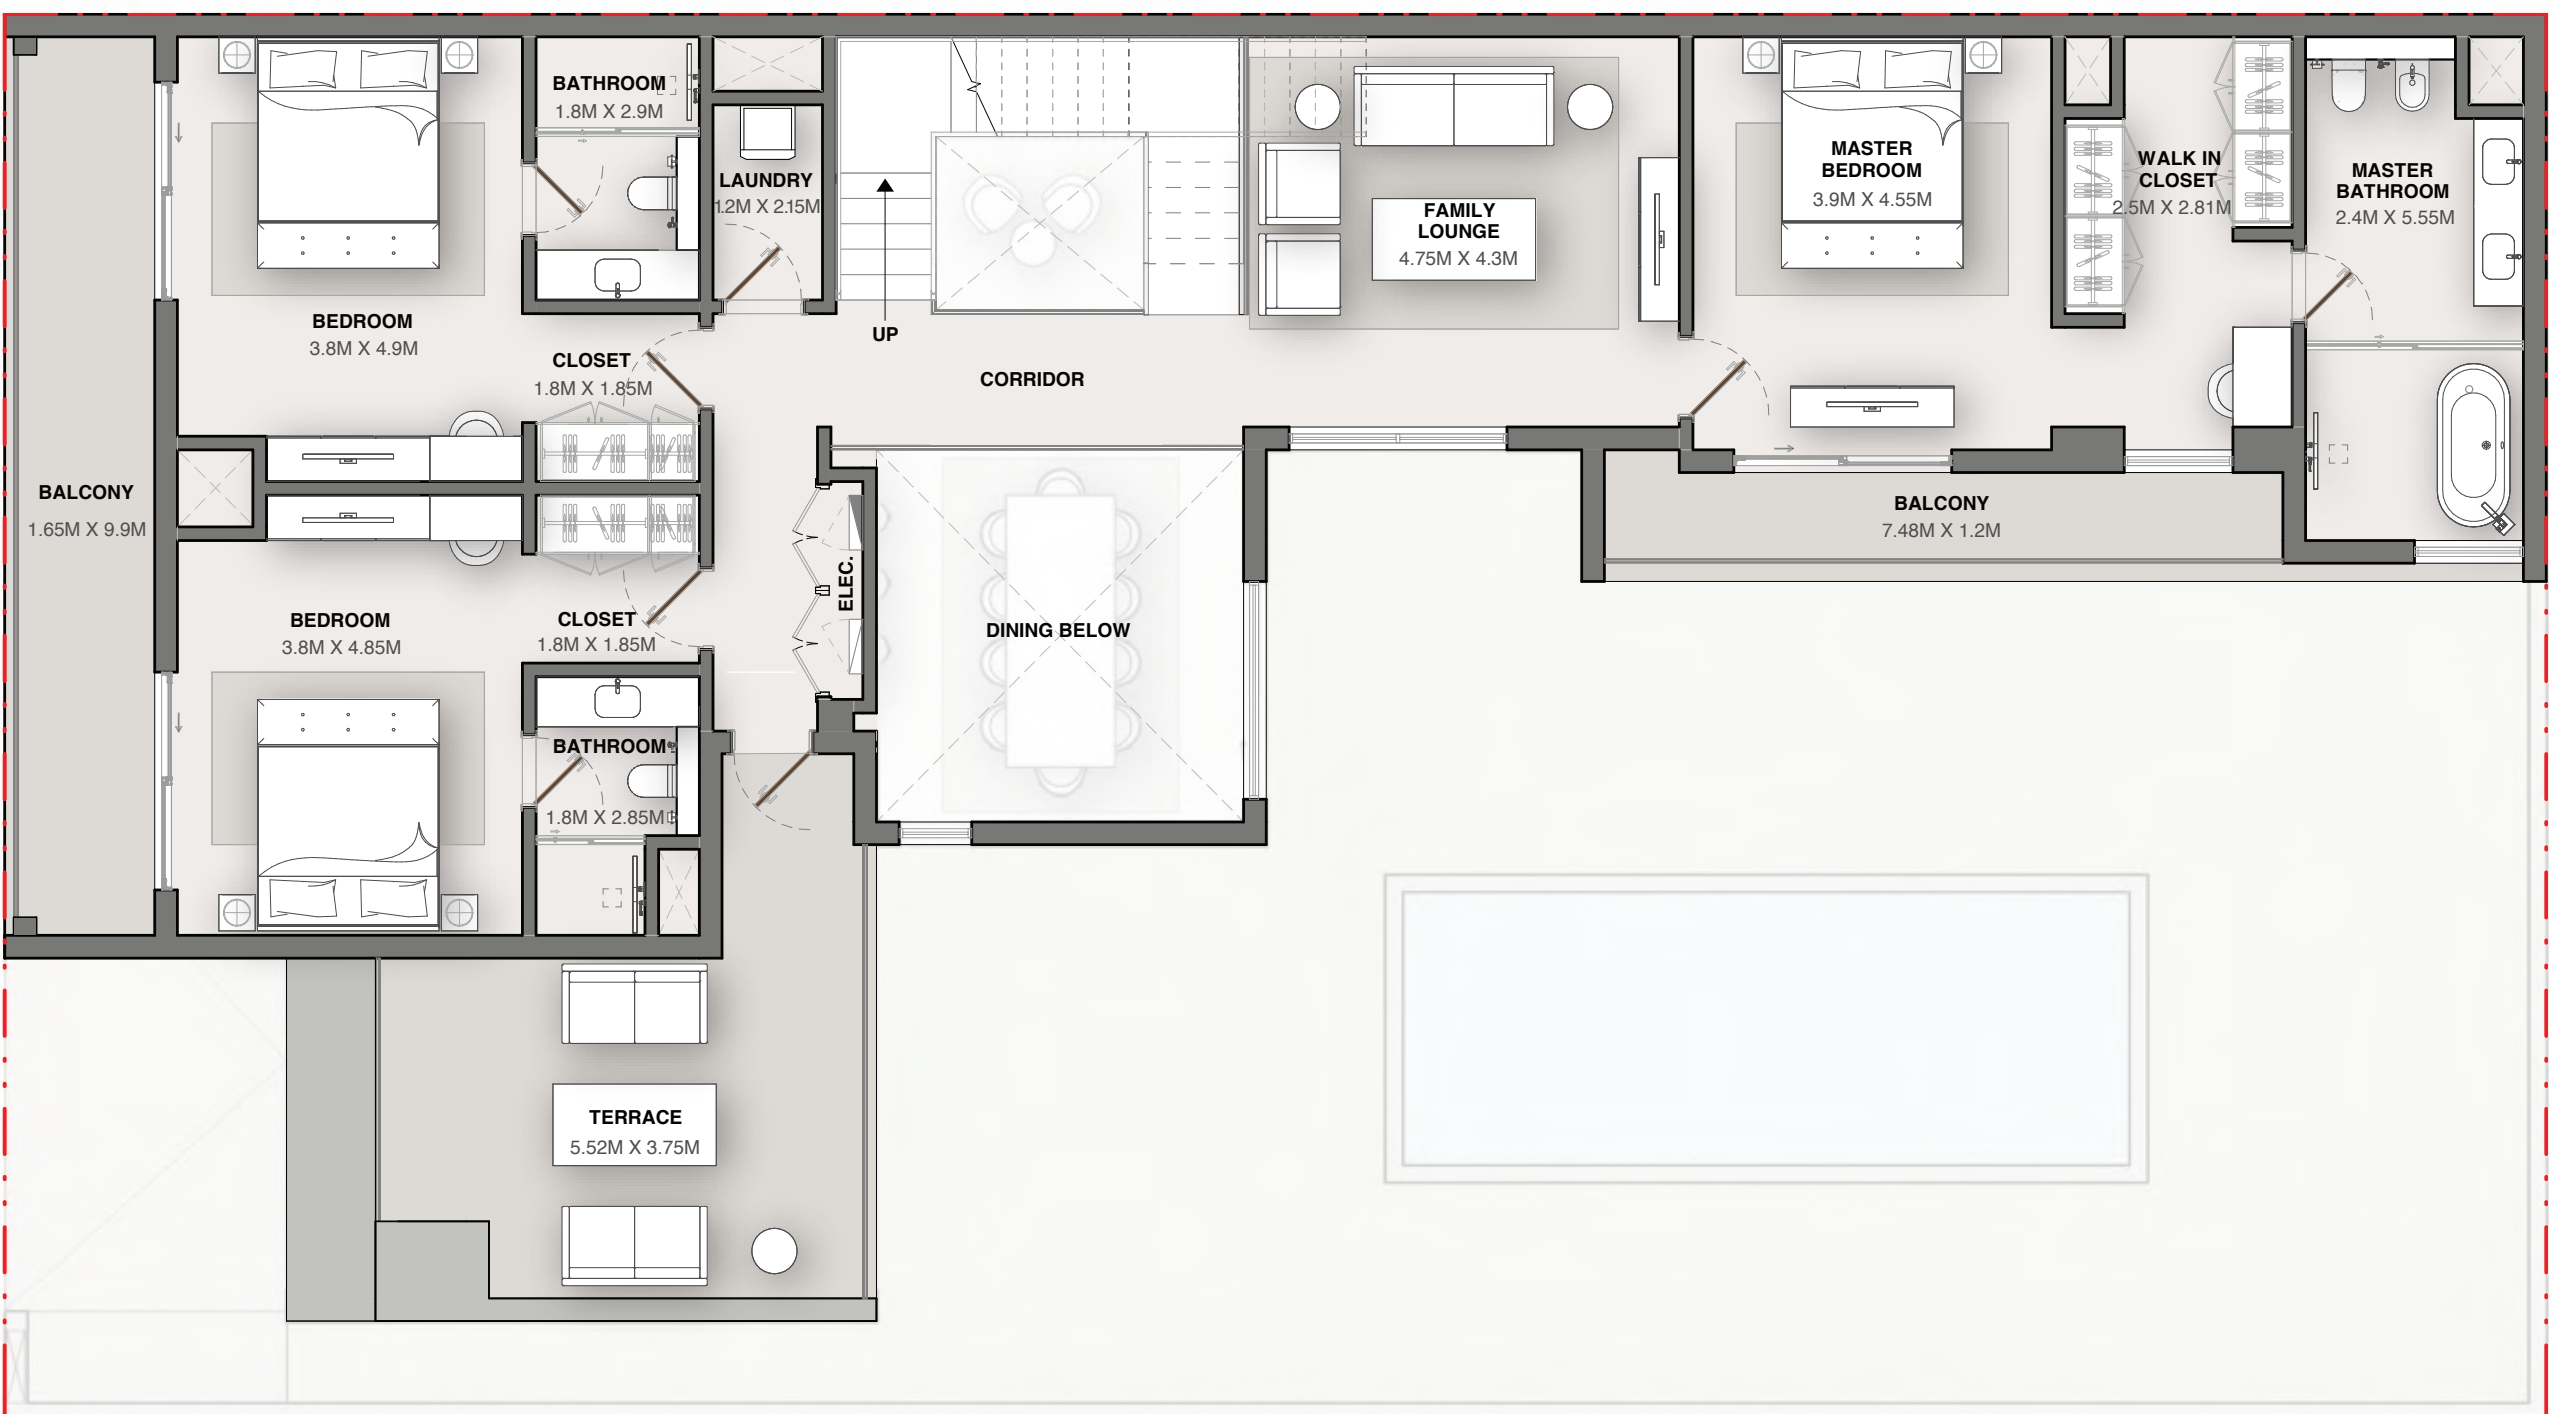 BATHROOM
1.8M X 2.9M
LAUNDRY
1.2M X 2.15M
UP
BEDROOM
3.8M X 4.9M
CLOSET
1.8M X 1.85M
CORRIDOR
FAMILY
LOUNGE
4.75M X 4.3M
MASTER
BEDROOM
3.9M X 4.55M
WALK IN
CLOSET
2.5M X 2.81M
MASTER
BATHROOM
2.4M X 5.55M
BALCONY
1.65M X 9.9M
BALCONY
7.48M X 1.2M
ELEC.
DINING BELOW
BEDROOM
3.8M X 4.85M
CLOSET
1.8M X 1.85M
BATHROOM
1.8M X 2.85M
TERRACE
5.52M X 3.75M